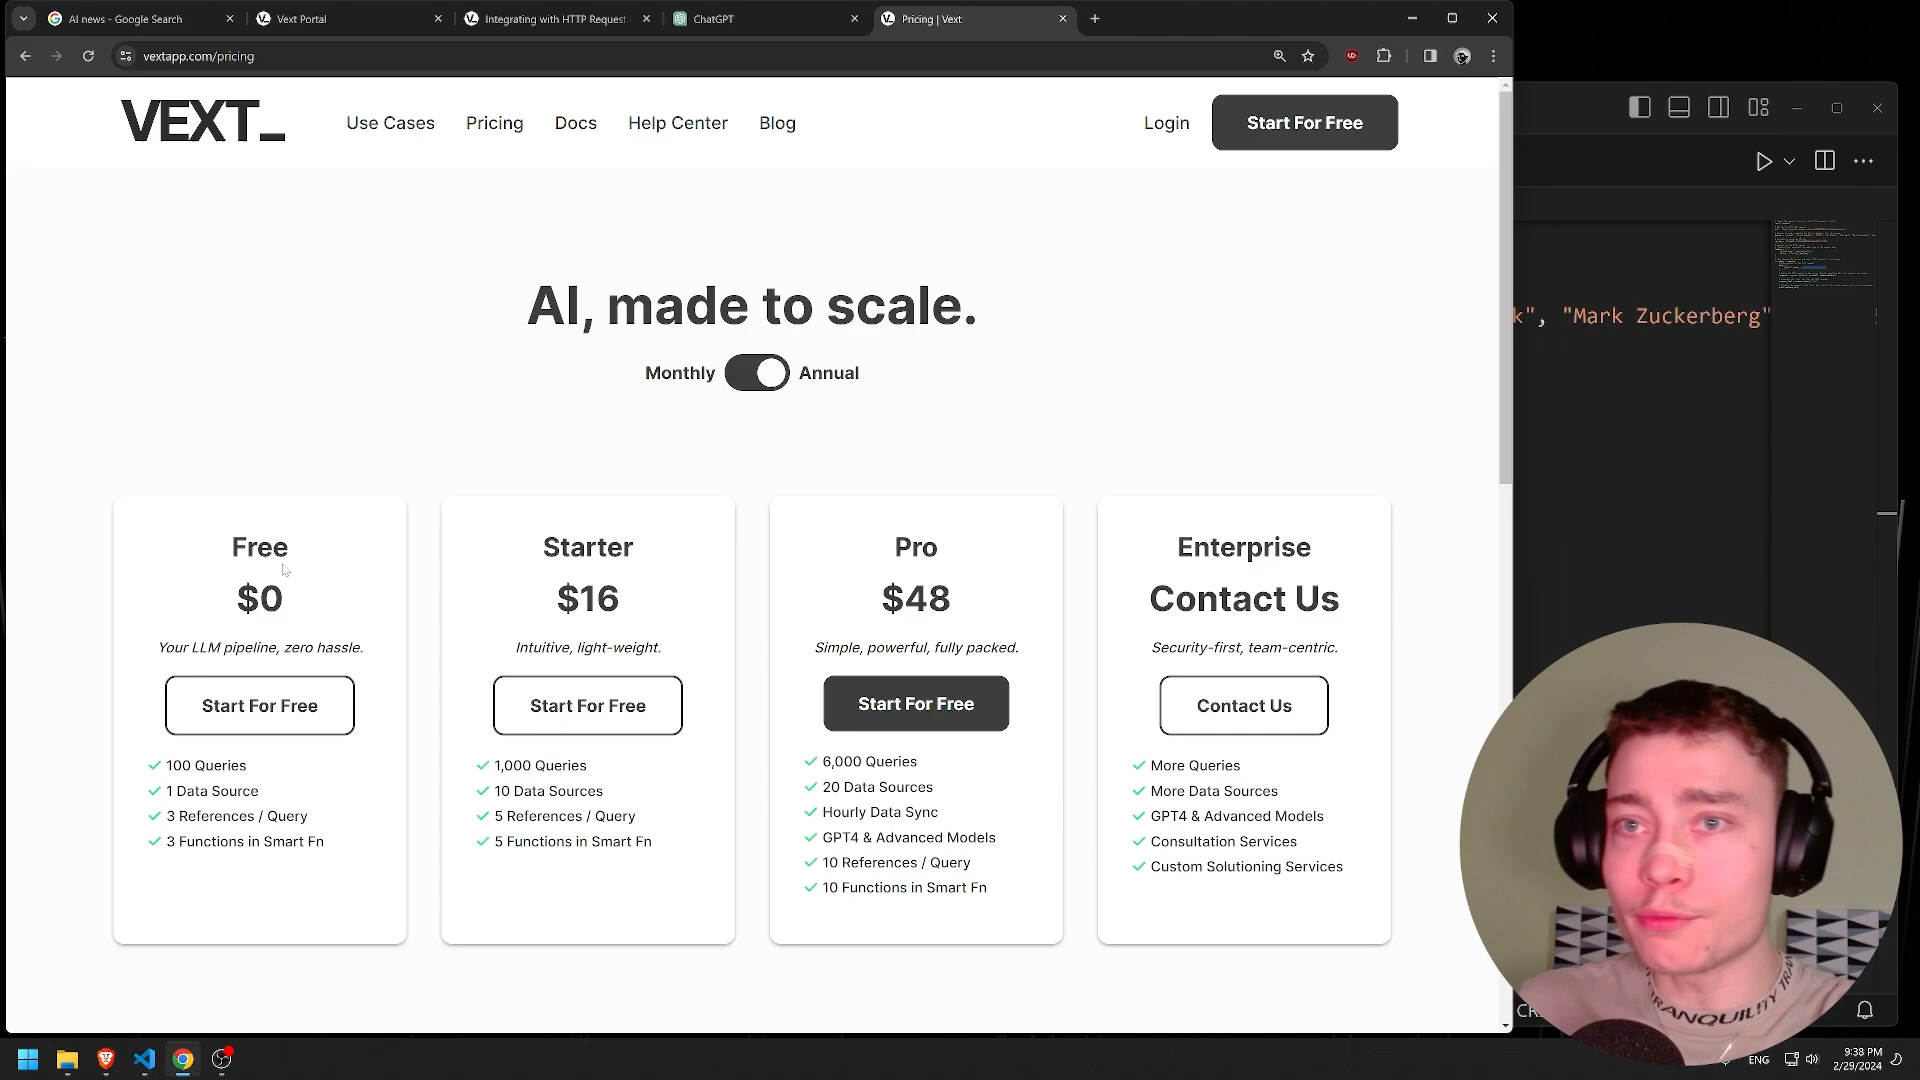 AI news - Google Search
Vext Portal
Integrating with HTTP Request
ChatGPT
Pricing | Vext
vextapp.com/pricing
VEXT_
Use Cases
Pricing
Docs
Help Center
Blog
Login
Start For Free
AI, made to scale.
Monthly
Annual
k", "Mark Zuckerberg"
Free
$0
Your LLM pipeline, zero hassle.
Start For Free
100 Queries
1 Data Source
3 References / Query
3 Functions in Smart Fn
Starter
$16
Intuitive, light-weight.
Start For Free
1,000 Queries
10 Data Sources
5 References / Query
5 Functions in Smart Fn
Pro
$48
Simple, powerful, fully packed.
Start For Free
6,000 Queries
20 Data Sources
Hourly Data Sync
GPT4 & Advanced Models
10 References / Query
10 Functions in Smart Fn
Enterprise
Contact Us
Security-first, team-centric.
Contact Us
More Queries
More Data Sources
GPT4 & Advanced Models
Consultation Services
Custom Solutioning Services
TRANQUILITY TRAN
CR
ENG
9:38 PM
2/29/2024